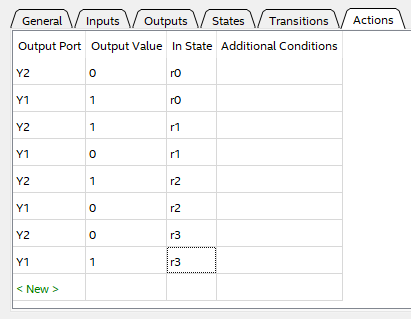 General Inputs Outputs States Transitions Actions
Output Port Output Value In State Additional Conditions
Y2 0 r0
Y1 1 r0
Y2 1 r1
Y1 0 r1
Y2 1 r2
Y1 0 r2
Y2 0 r3
Y1 1 r3
< New >